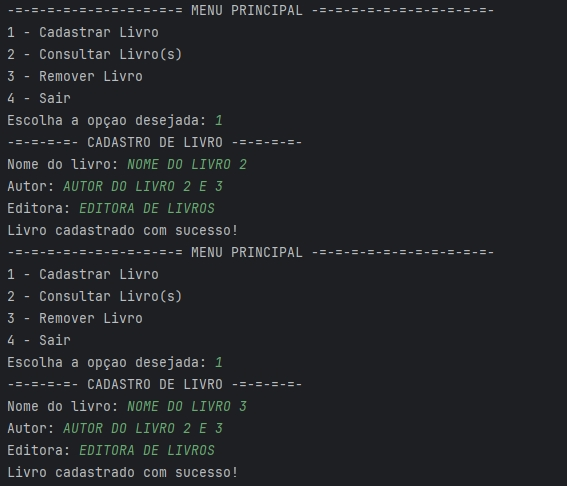 -=-=-=-=-=-=-=-=-=-=-= MENU PRINCIPAL -=-=-=-=-=-=-=-=-=-=-=-
1 - Cadastrar Livro
2 - Consultar Livro(s)
3 - Remover Livro
4 - Sair
Escolha a opçao desejada: 1
-=-=-=-=- CADASTRO DE LIVRO -=-=-=-=-
Nome do livro: NOME DO LIVRO 2
Autor: AUTOR DO LIVRO 2 E 3
Editora: EDITORA DE LIVROS
Livro cadastrado com sucesso!
-=-=-=-=-=-=-=-=-=-=-= MENU PRINCIPAL -=-=-=-=-=-=-=-=-=-=-=-
1 - Cadastrar Livro
2 - Consultar Livro(s)
3 - Remover Livro
4 - Sair
Escolha a opçao desejada: 1
-=-=-=-=- CADASTRO DE LIVRO -=-=-=-=-
Nome do livro: NOME DO LIVRO 3
Autor: AUTOR DO LIVRO 2 E 3
Editora: EDITORA DE LIVROS
Livro cadastrado com sucesso!